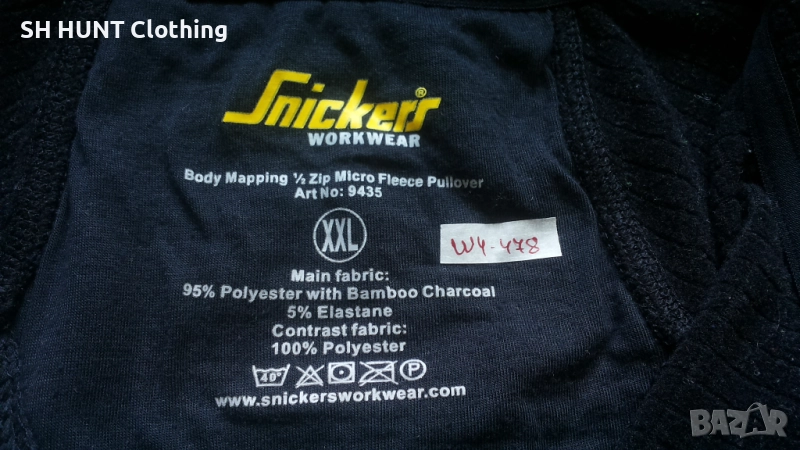 SH HUNT Clothing
Snickers®
WORKWEAR
Body Mapping ½ Zip Micro Fleece Pullover
Art No: 9435
XXL
W4-478
Main fabric:
95% Polyester with Bamboo Charcoal
5% Elastane
Contrast fabric:
100% Polyester
40° P
www.snickersworkwear.com
BAZAR